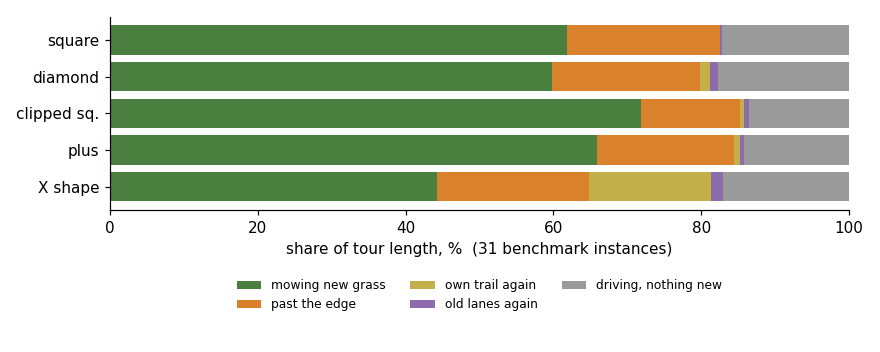 square
diamond
clipped sq.
plus
X shape
0 20 40 60 80 100
share of tour length, % (31 benchmark instances)
mowing new grass own trail again driving, nothing new
past the edge old lanes again